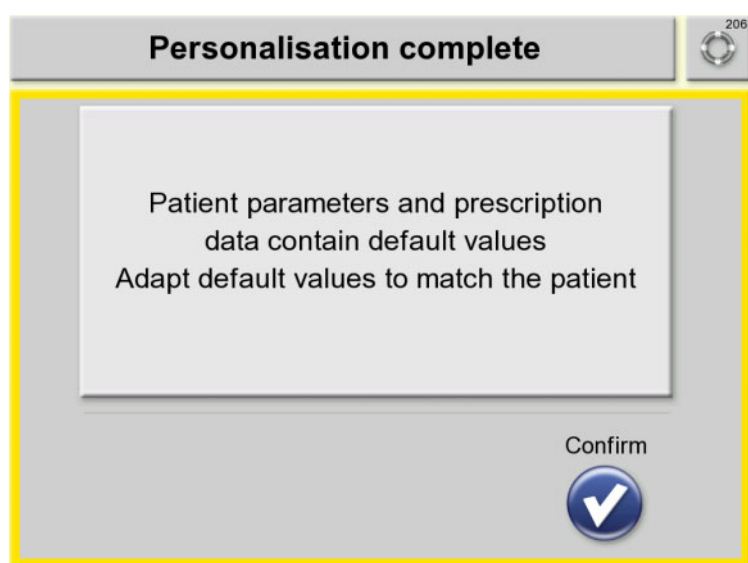 Personalisation complete
206
Patient parameters and prescription
data contain default values
Adapt default values to match the patient
Confirm